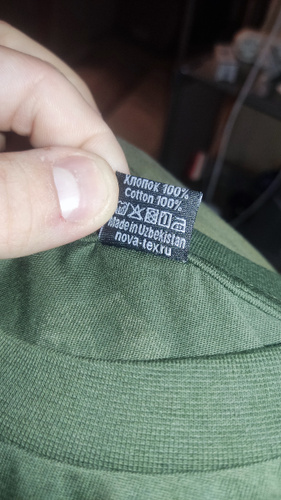 Хлопок 100%
Cotton 100%
Made in Uzbekistan
nova-tex.ru